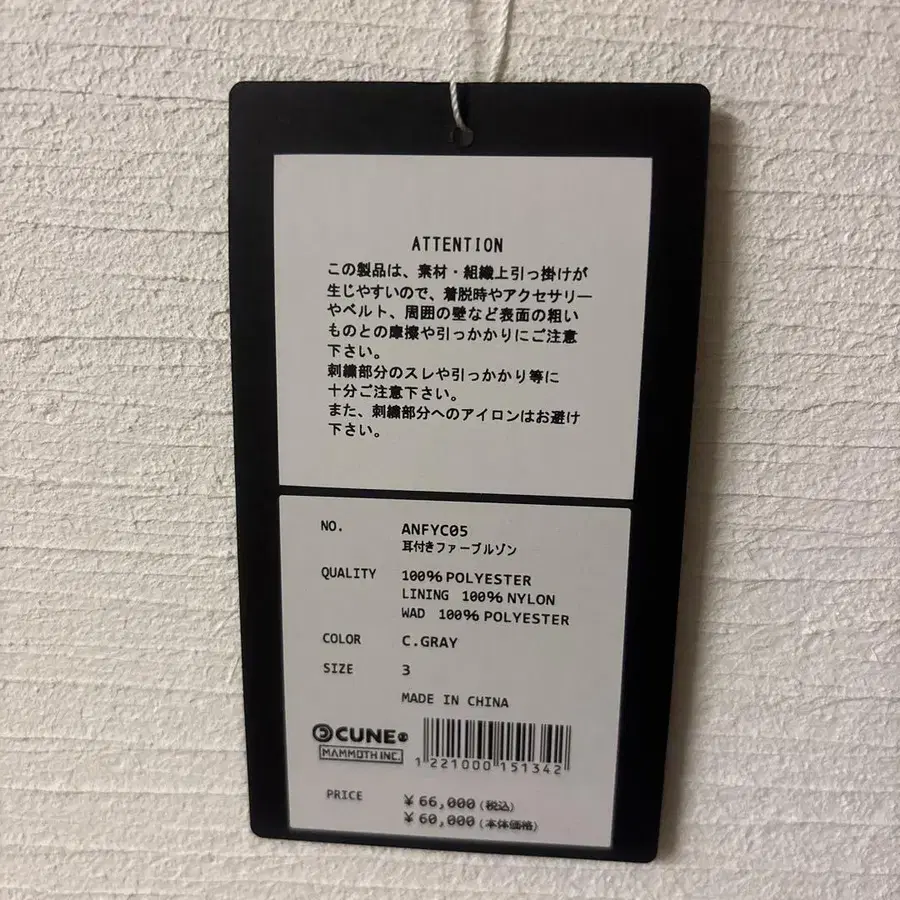 ATTENTION
この製品は、素材・組織上引っ掛けが
生じやすいので、着脱時やアクセサリー
やベルト、周囲の壁など表面の粗い
ものとの摩擦や引っかかりにご注意
下さい。
刺繍部分のスレや引っかかり等に
十分ご注意下さい。
また、刺繍部分へのアイロンはお避け
下さい。
NO. ANFYC05
耳付きファーブルゾン
QUALITY 100% POLYESTER
LINING 100% NYLON
WAD 100% POLYESTER
COLOR C.GRAY
SIZE 3
MADE IN CHINA
CUNE
MAMMOTH INC.
1 221000 151342
PRICE ¥66,000(税込)
¥60,000(本体価格)